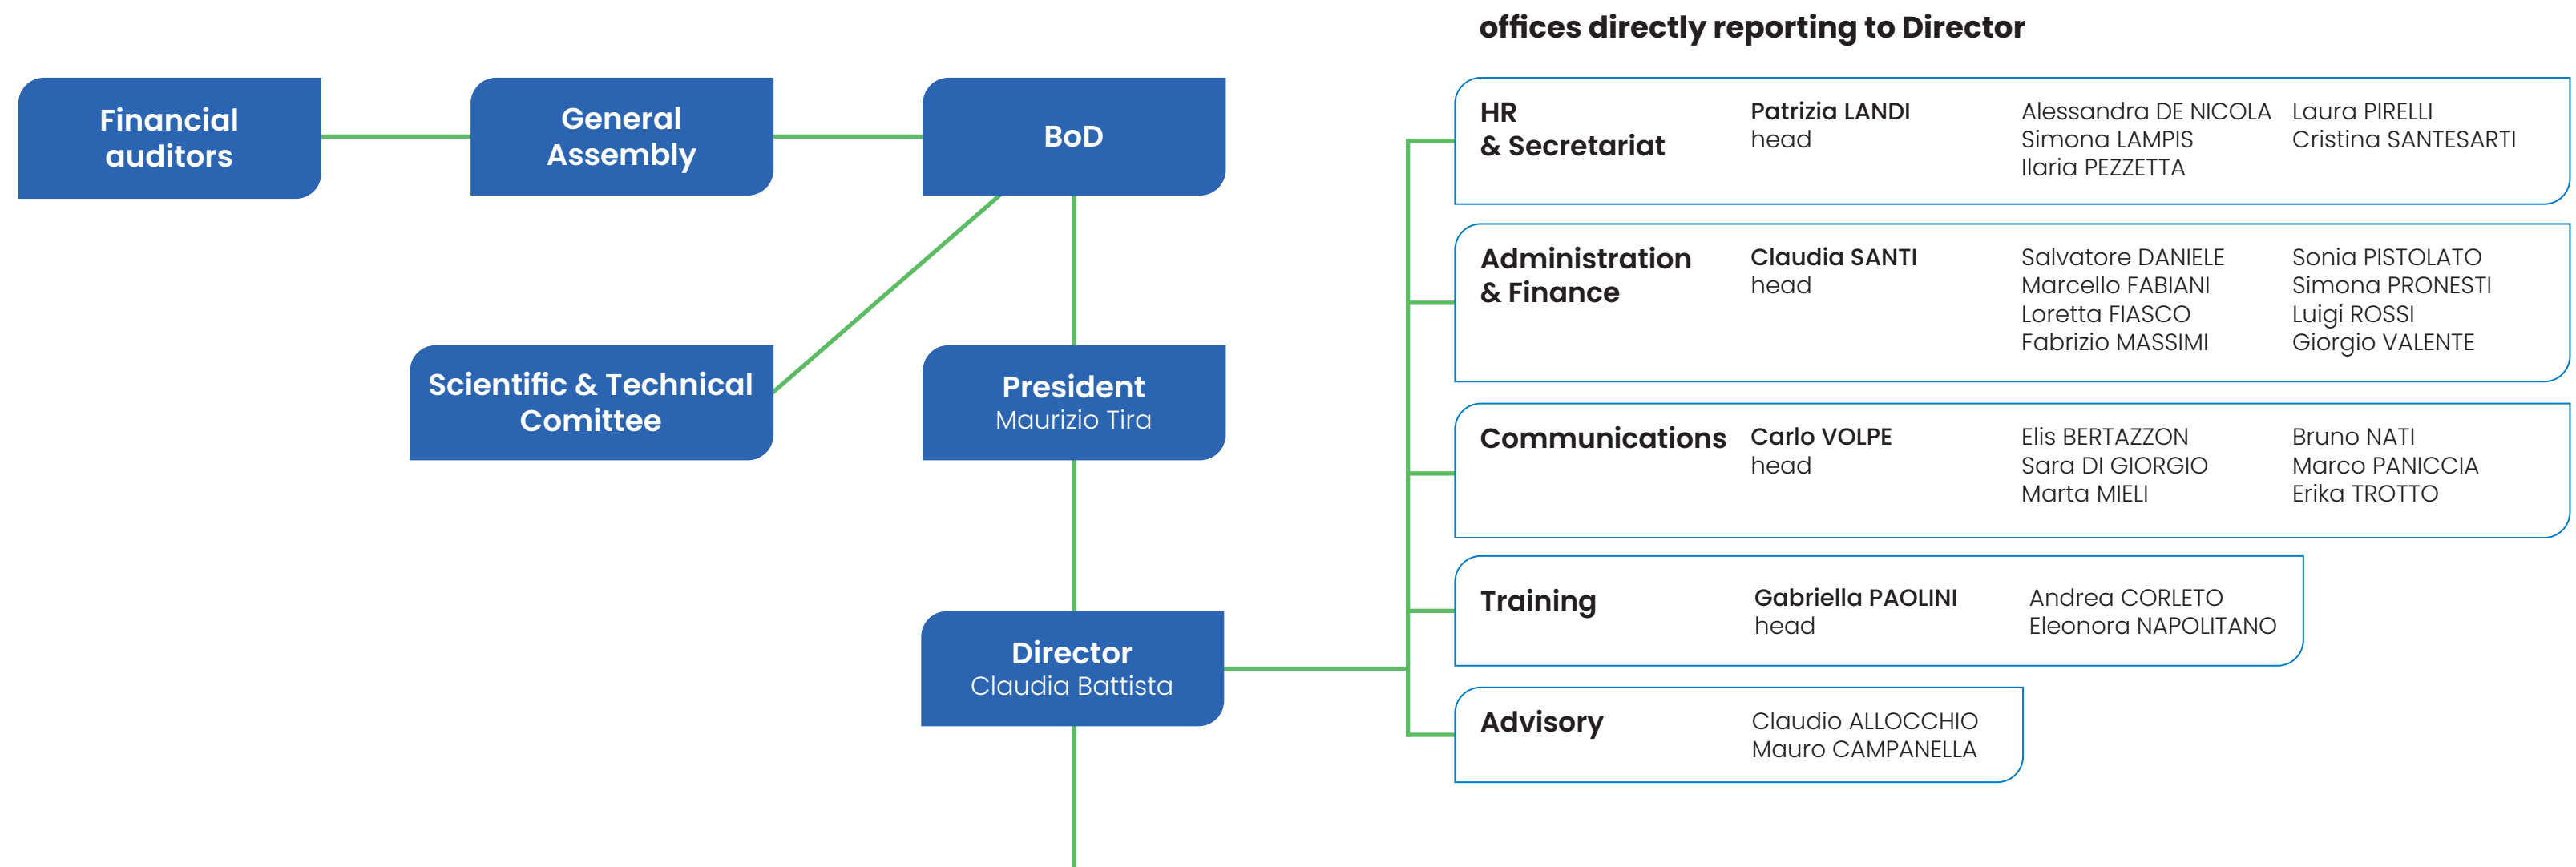 offices directly reporting to Director
Financial
auditors
General
Assembly
BoD
Scientific & Technical
Comittee
President
Maurizio Tira
Director
Claudia Battista
HR
& Secretariat
Patrizia LANDI
head
Alessandra DE NICOLA
Simona LAMPIS
Ilaria PEZZETTA
Laura PIRELLI
Cristina SANTESARTI
Administration
& Finance
Claudia SANTI
head
Salvatore DANIELE
Marcello FABIANI
Loretta FIASCO
Fabrizio MASSIMI
Sonia PISTOLATO
Simona PRONESTI
Luigi ROSSI
Giorgio VALENTE
Communications
Carlo VOLPE
head
Elis BERTAZZON
Sara DI GIORGIO
Marta MIELI
Bruno NATI
Marco PANICCIA
Erika TROTTO
Training
Gabriella PAOLINI
head
Andrea CORLETO
Eleonora NAPOLITANO
Advisory
Claudio ALLOCCHIO
Mauro CAMPANELLA